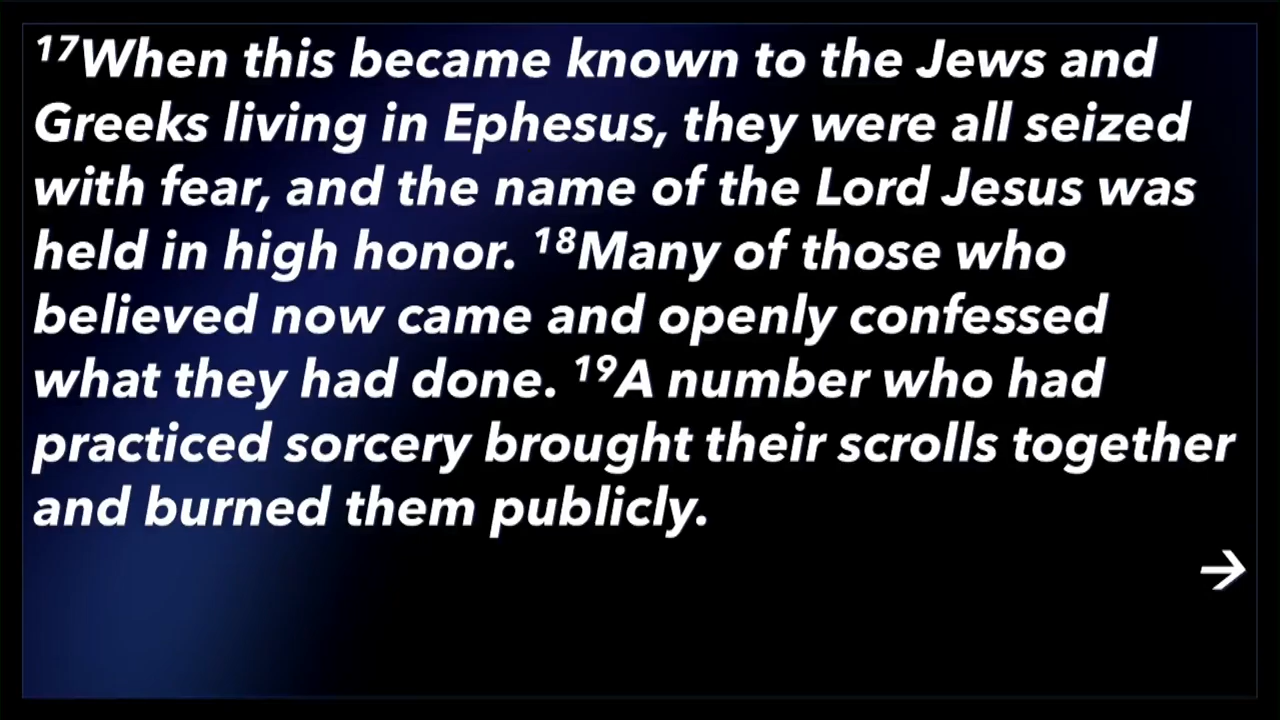 ¹⁷When this became known to the Jews and
Greeks living in Ephesus, they were all seized
with fear, and the name of the Lord Jesus was
held in high honor. ¹⁸Many of those who
believed now came and openly confessed
what they had done. ¹⁹A number who had
practiced sorcery brought their scrolls together
and burned them publicly.
→